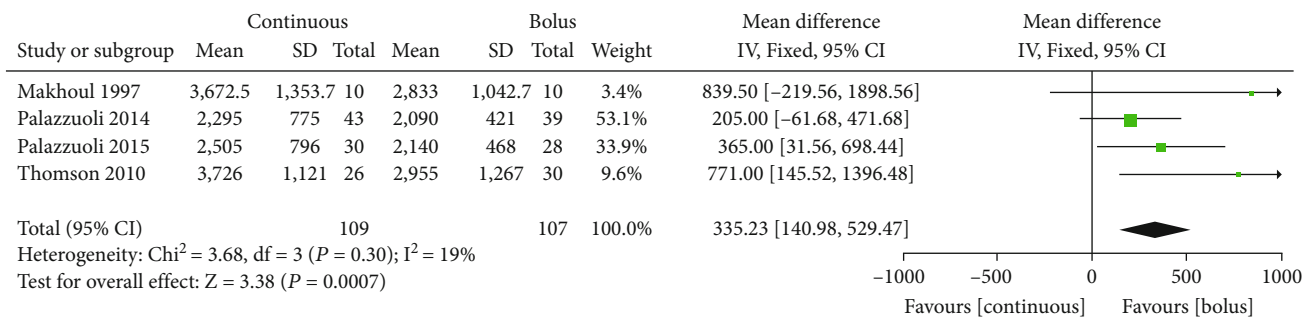 Continuous Bolus Mean difference Mean difference
Study or subgroup Mean SD Total Mean SD Total Weight IV, Fixed, 95% CI IV, Fixed, 95% CI
Makhoul 1997 3,672.5 1,353.7 10 2,833 1,042.7 10 3.4% 839.50 [−219.56, 1898.56]
Palazzuoli 2014 2,295 775 43 2,090 421 39 53.1% 205.00 [−61.68, 471.68]
Palazzuoli 2015 2,505 796 30 2,140 468 28 33.9% 365.00 [31.56, 698.44]
Thomson 2010 3,726 1,121 26 2,955 1,267 30 9.6% 771.00 [145.52, 1396.48]
Total (95% CI) 109 107 100.0% 335.23 [140.98, 529.47]
Heterogeneity: Chi² = 3.68, df = 3 (P = 0.30); I² = 19%
Test for overall effect: Z = 3.38 (P = 0.0007)
−1000 −500 0 500 1000
Favours [continuous] Favours [bolus]